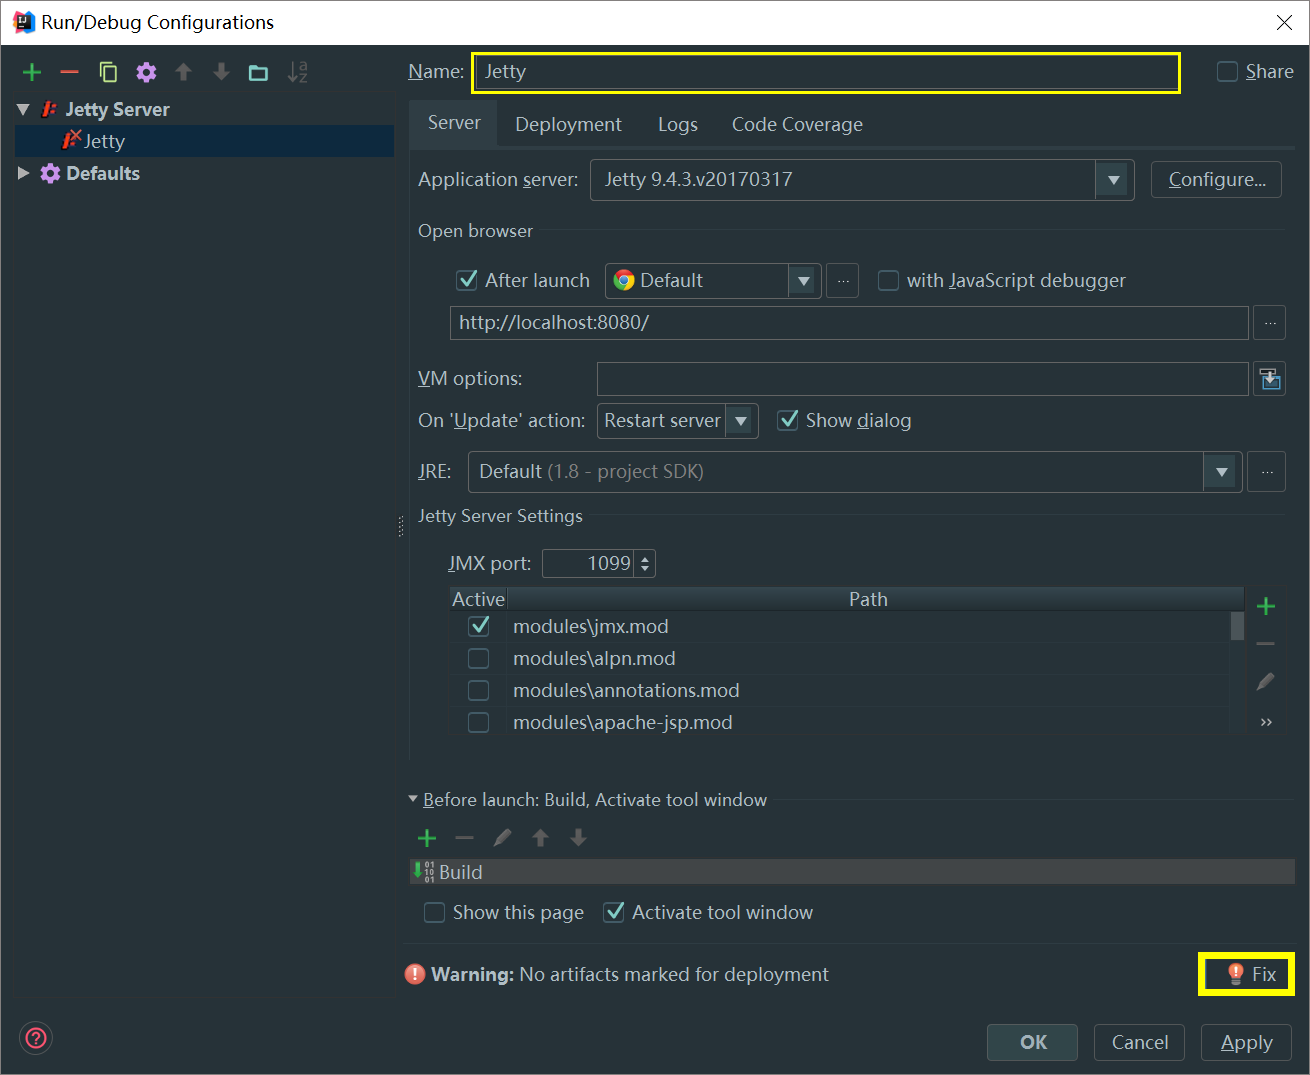 Run/Debug Configurations
Name: Jetty Share
Jetty Server
Jetty
Defaults
Server Deployment Logs Code Coverage
Application server: Jetty 9.4.3.v20170317 Configure...
Open browser
After launch Default ... with JavaScript debugger
http://localhost:8080/ ...
VM options:
On 'Update' action: Restart server Show dialog
JRE: Default (1.8 - project SDK) ...
Jetty Server Settings
JMX port: 1099
Active Path
modules\jmx.mod
modules\alpn.mod
modules\annotations.mod
modules\apache-jsp.mod
Before launch: Build, Activate tool window
Build
Show this page Activate tool window
Warning: No artifacts marked for deployment Fix
OK Cancel Apply